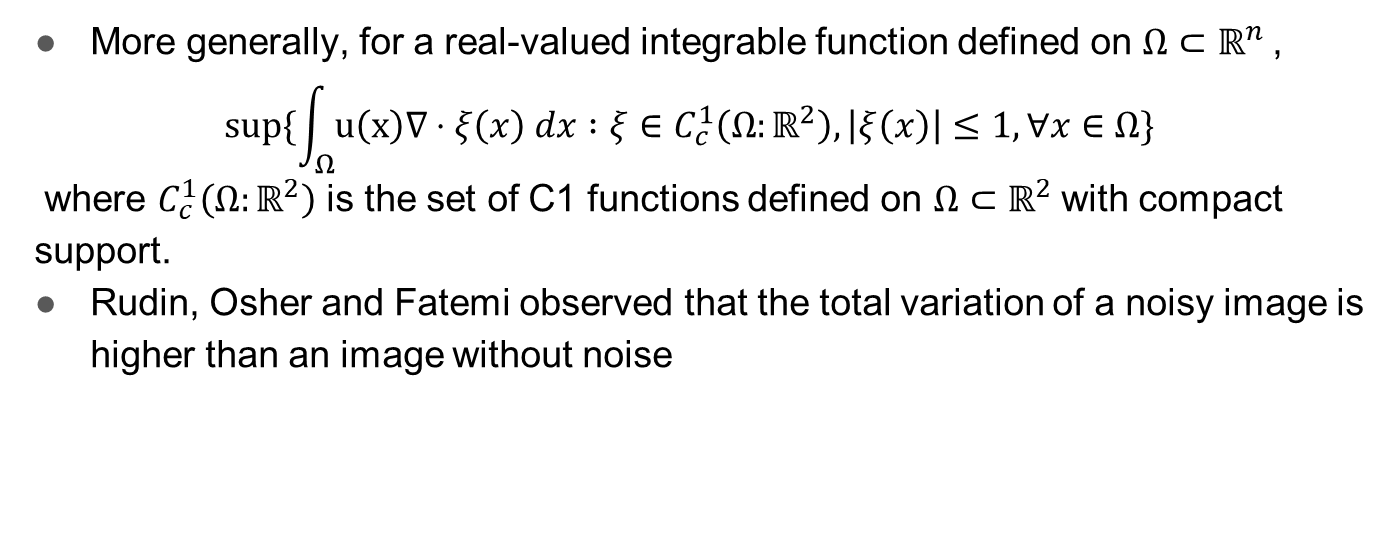 ● More generally, for a real-valued integrable function defined on Ω ⊂ ℝⁿ ,
sup{∫_Ω u(x)∇ · ξ(x) dx : ξ ∈ C_c^1(Ω: ℝ²), |ξ(x)| ≤ 1, ∀x ∈ Ω}
where C_c^1(Ω: ℝ²) is the set of C1 functions defined on Ω ⊂ ℝ² with compact
support.
● Rudin, Osher and Fatemi observed that the total variation of a noisy image is
higher than an image without noise